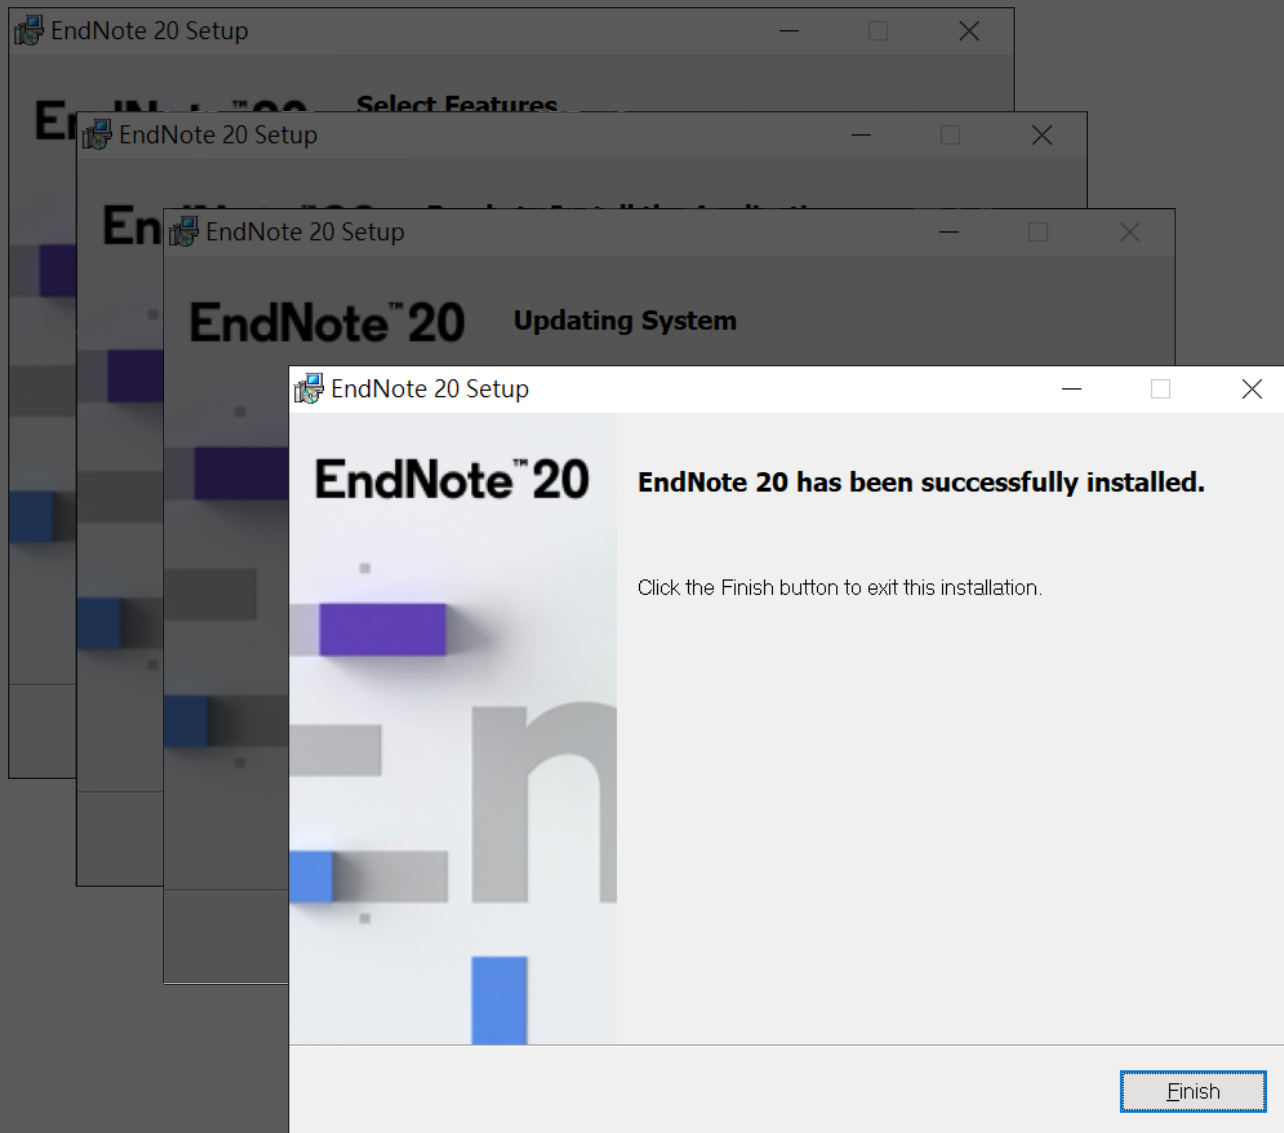 EndNote 20 Setup
Select Features
EndNote 20 Setup
EndNote 20 Setup
EndNote™20
Updating System
EndNote 20 Setup
EndNote™20
EndNote 20 has been successfully installed.
Click the Finish button to exit this installation.
n
Finish